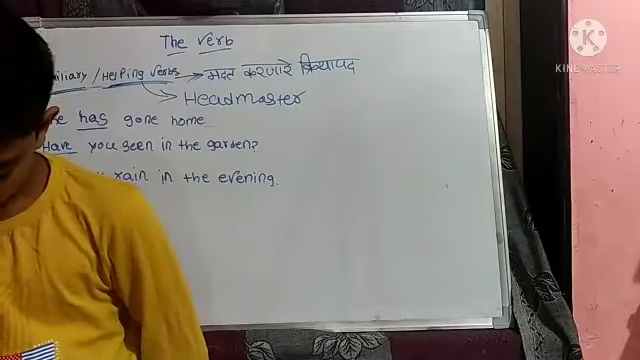 The verb
iliary / Helping verbs → मदत करणारे क्रियापद
Headmaster
has gone home
Have you seen in the garden?
rain in the evening.
KINEMASTER